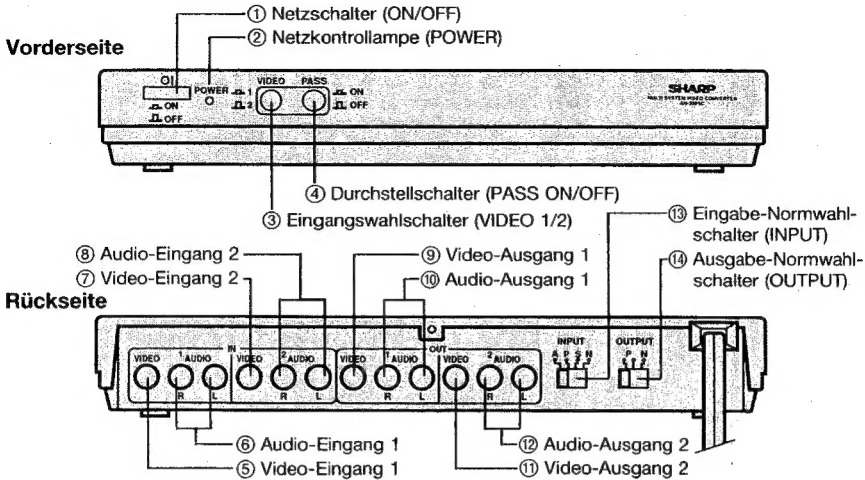 ① Netzschalter (ON/OFF)
② Netzkontrollampe (POWER)
Vorderseite
POWER
VIDEO
PASS
1
2
ON
OFF
ON
OFF
SHARP
MULTI SYSTEM VIDEO CONVERTER
④ Durchstellschalter (PASS ON/OFF)
③ Eingangswahlschalter (VIDEO 1/2)
⑬ Eingabe-Normwahl-
schalter (INPUT)
⑧ Audio-Eingang 2
⑨ Video-Ausgang 1
⑭ Ausgabe-Normwahl-
schalter (OUTPUT)
⑦ Video-Eingang 2
⑩ Audio-Ausgang 1
Rückseite
IN
OUT
INPUT
OUTPUT
VIDEO 1 AUDIO VIDEO 2 AUDIO VIDEO 1 AUDIO VIDEO 2 AUDIO
A P S N
P N
R L R L R L R L
⑥ Audio-Eingang 1
⑫ Audio-Ausgang 2
⑤ Video-Eingang 1
⑪ Video-Ausgang 2